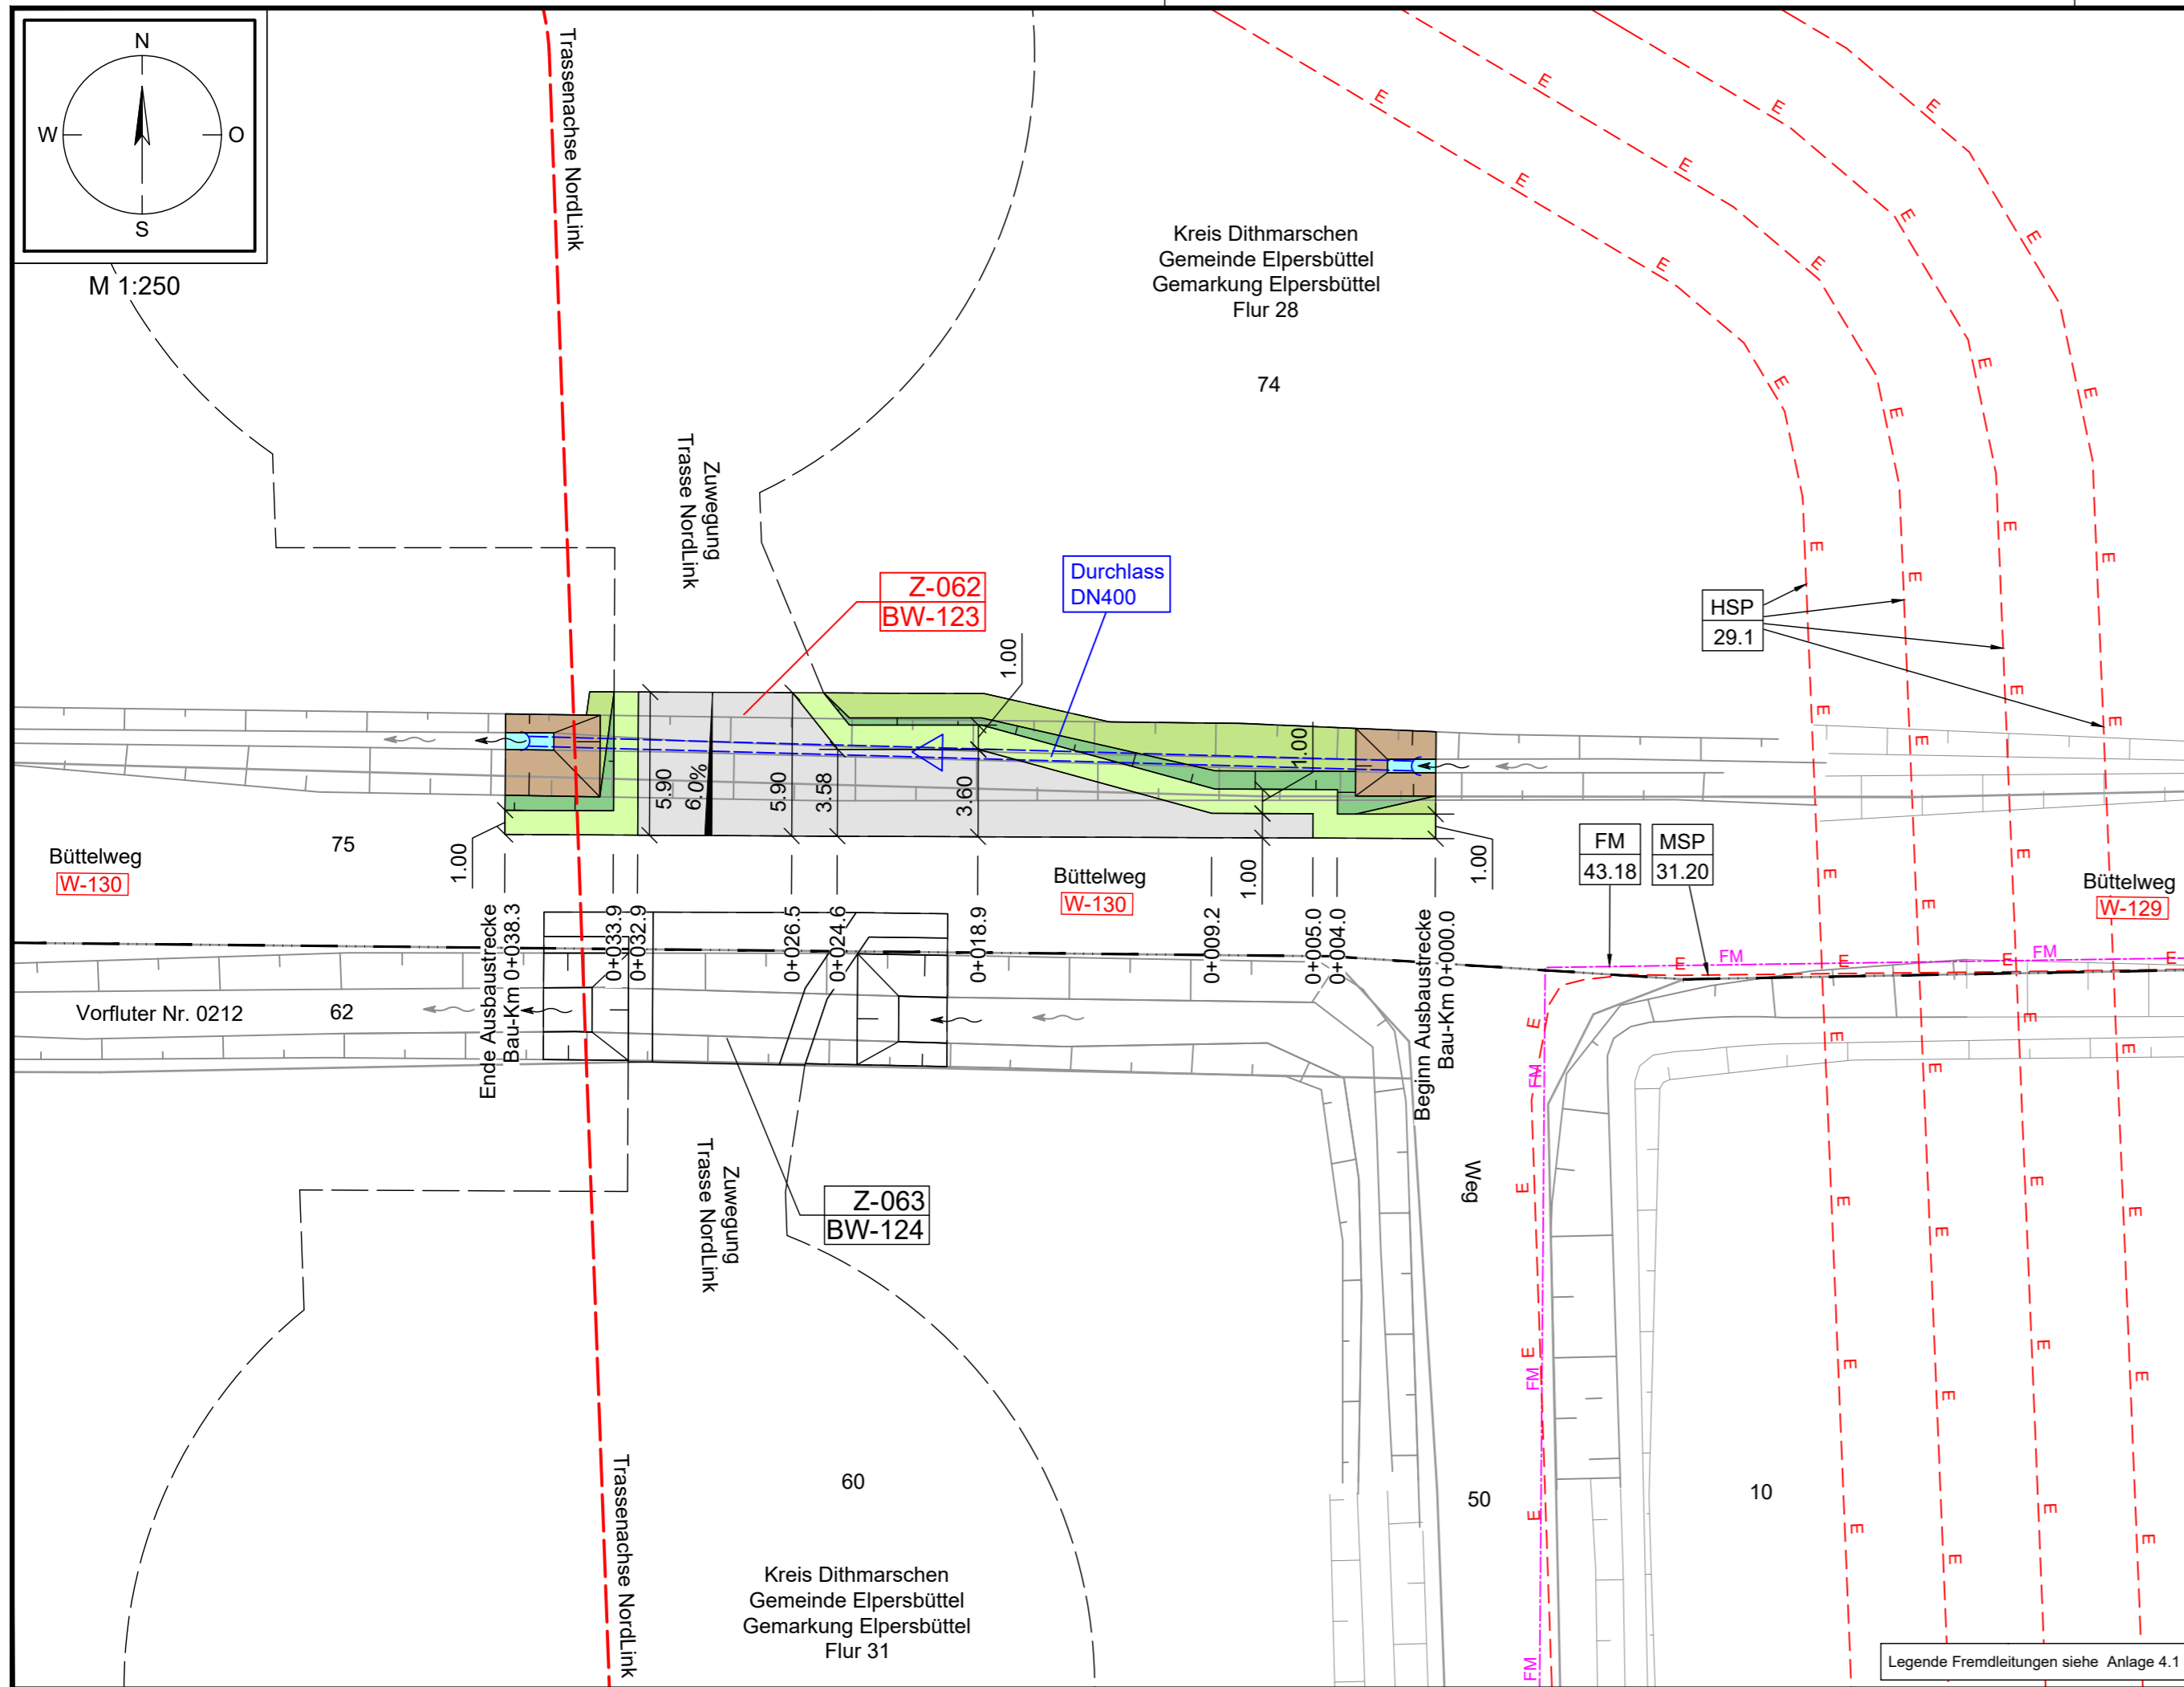 N
W
O
S
M 1:250
Trassenachse NordLink
Kreis Dithmarschen
Gemeinde Elpersbüttel
Gemarkung Elpersbüttel
Flur 28
74
Zuwegung
Trasse NordLink
Z-062
BW-123
Durchlass
DN400
HSP
29.1
1.00
1.00
5.90
6.0%
5.90
3.58
3.60
75
Büttelweg
W-130
1.00
1.00
1.00
Büttelweg
W-130
FM
43.18
MSP
31.20
Büttelweg
W-129
Ende Ausbaustrecke
Bau-Km 0+038.3
0+033.9
0+032.9
0+026.5
0+024.6
0+018.9
0+009.2
0+005.0
0+004.0
Beginn Ausbaustrecke
Bau-Km 0+000.0
Vorfluter Nr. 0212
62
FM
FM
E
E
E
E
FM
Weg
Zuwegung
Trasse NordLink
Z-063
BW-124
Trassenachse NordLink
60
50
10
FM
FM
Kreis Dithmarschen
Gemeinde Elpersbüttel
Gemarkung Elpersbüttel
Flur 31
Legende Fremdleitungen siehe Anlage 4.1